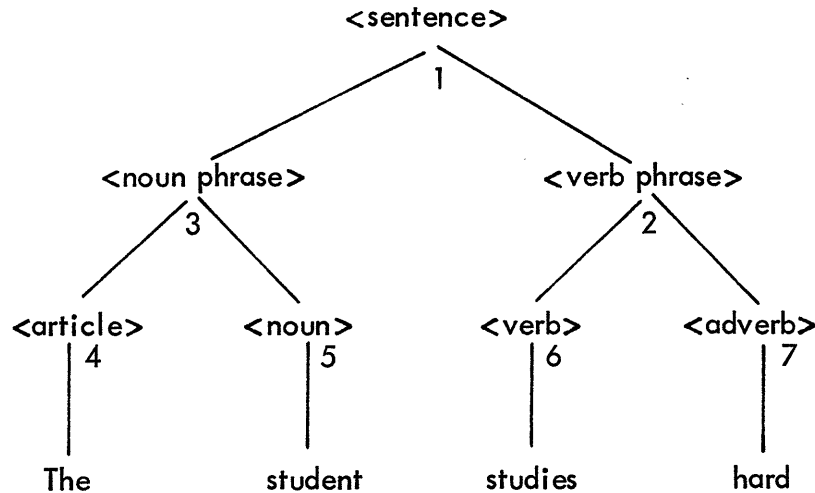 <sentence>
1
<noun phrase> <verb phrase>
3 2
<article> <noun> <verb> <adverb>
4 5 6 7
The student studies hard